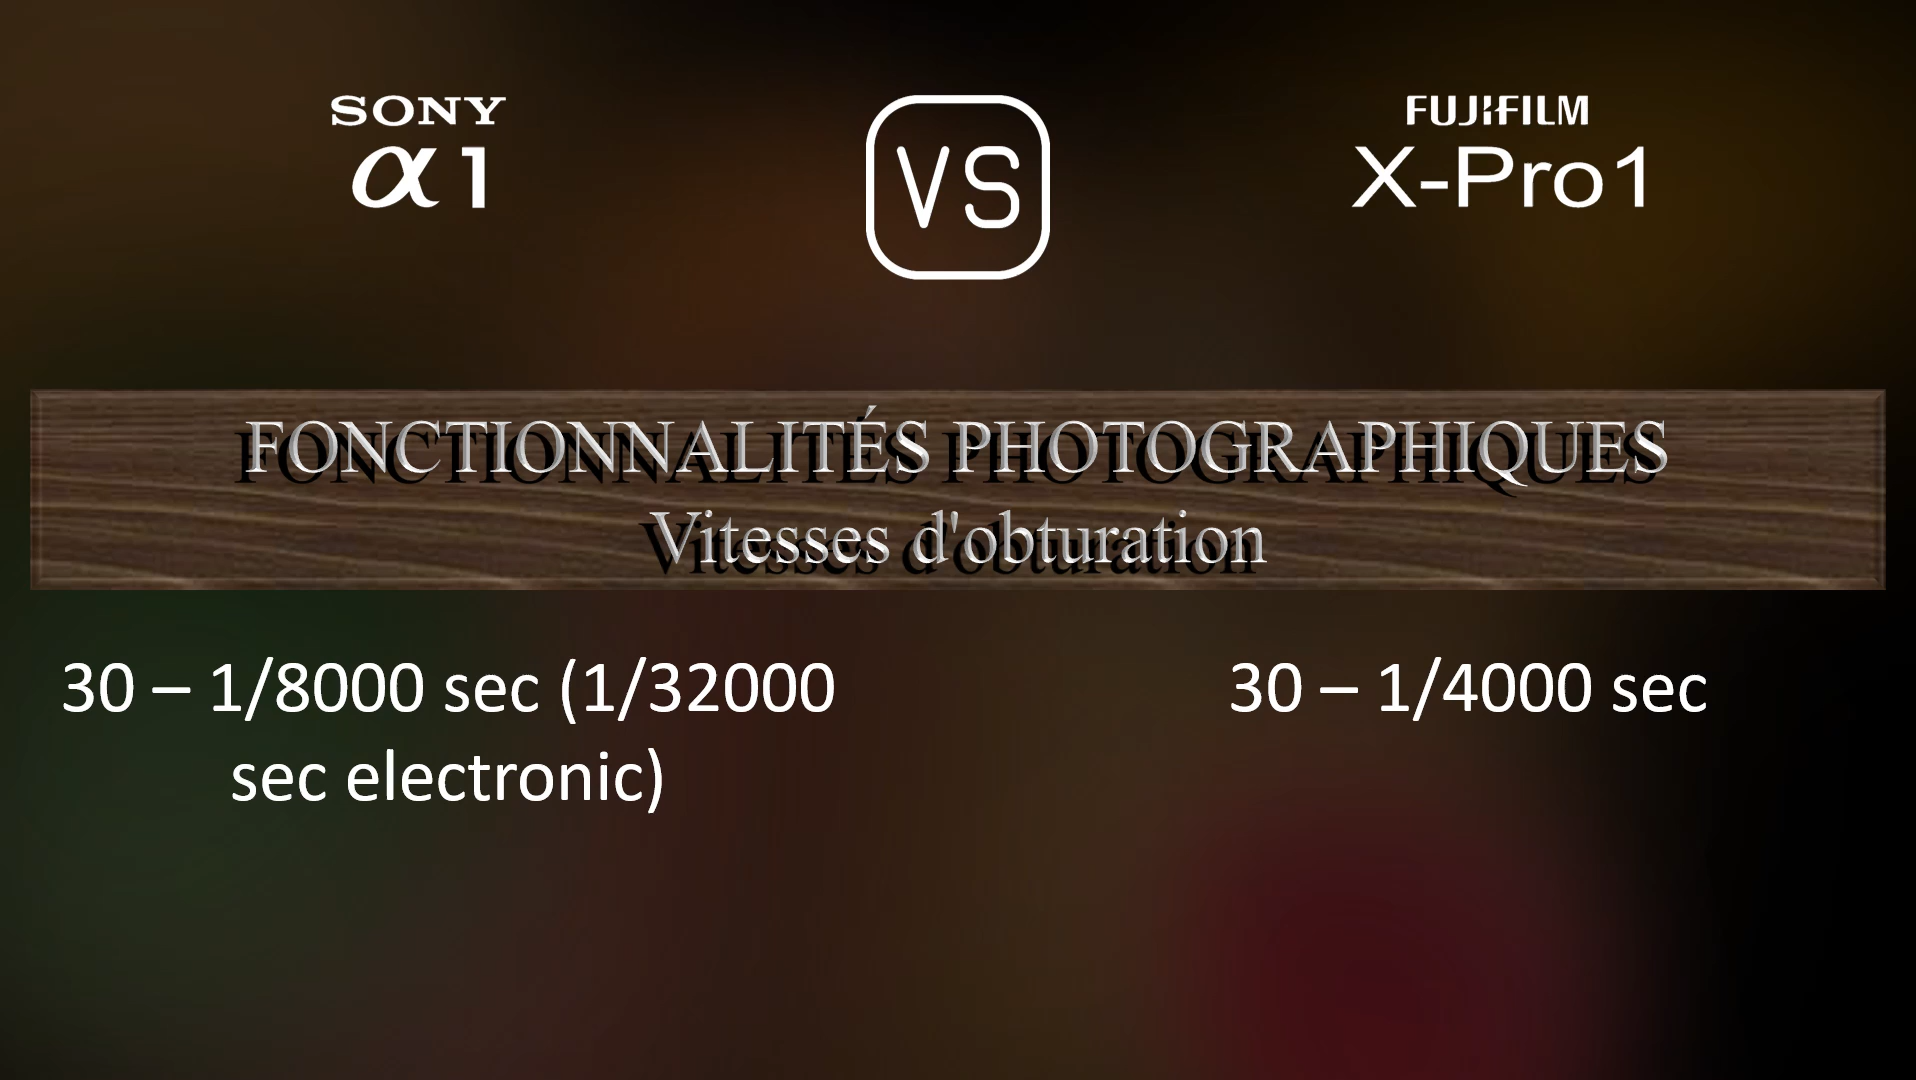 SONY
α1
VS
FUJIFILM
X-Pro1
FONCTIONNALITÉS PHOTOGRAPHIQUES
Vitesses d'obturation
30 – 1/8000 sec (1/32000
sec electronic)
30 – 1/4000 sec